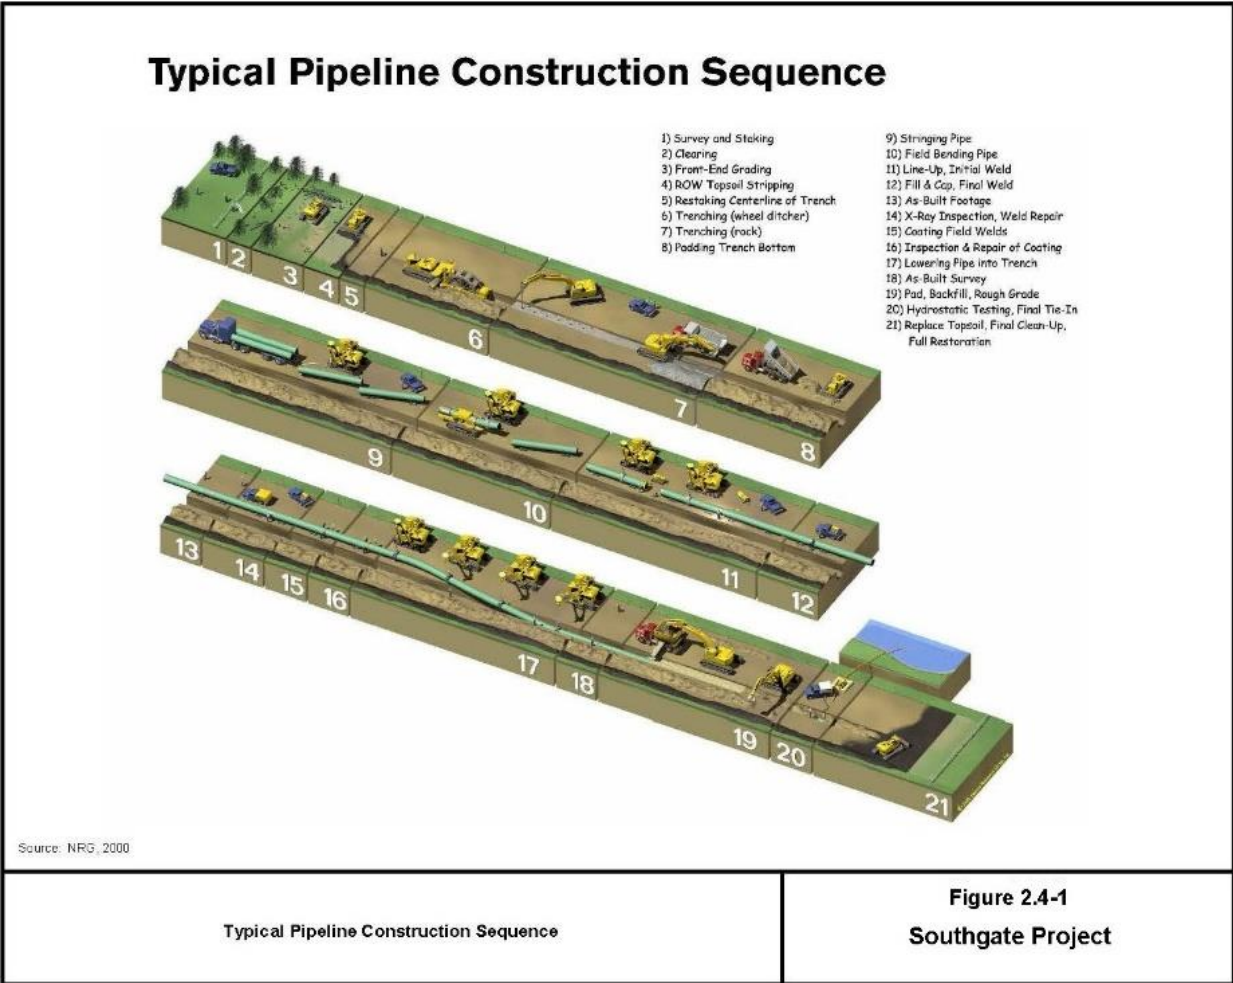 Typical Pipeline Construction Sequence
1) Survey and Staking
2) Clearing
3) Front-End Grading
4) ROW Topsoil Stripping
5) Restaking Centerline of Trench
6) Trenching (wheel ditcher)
7) Trenching (rock)
8) Padding Trench Bottom
9) Stringing Pipe
10) Field Bending Pipe
11) Line-Up, Initial Weld
12) Fill & Cap, Final Weld
13) As-Built Footage
14) X-Ray Inspection, Weld Repair
15) Coating Field Welds
16) Inspection & Repair of Coating
17) Lowering Pipe into Trench
18) As-Built Survey
19) Pad, Backfill, Rough Grade
20) Hydrostatic Testing, Final Tie-In
21) Replace Topsoil, Final Clean-Up,
Full Restoration
1
2
3
4
5
6
7
8
9
10
11
12
13
14
15
16
17
18
19
20
21
Source: NRG, 2000
Typical Pipeline Construction Sequence
Figure 2.4-1
Southgate Project